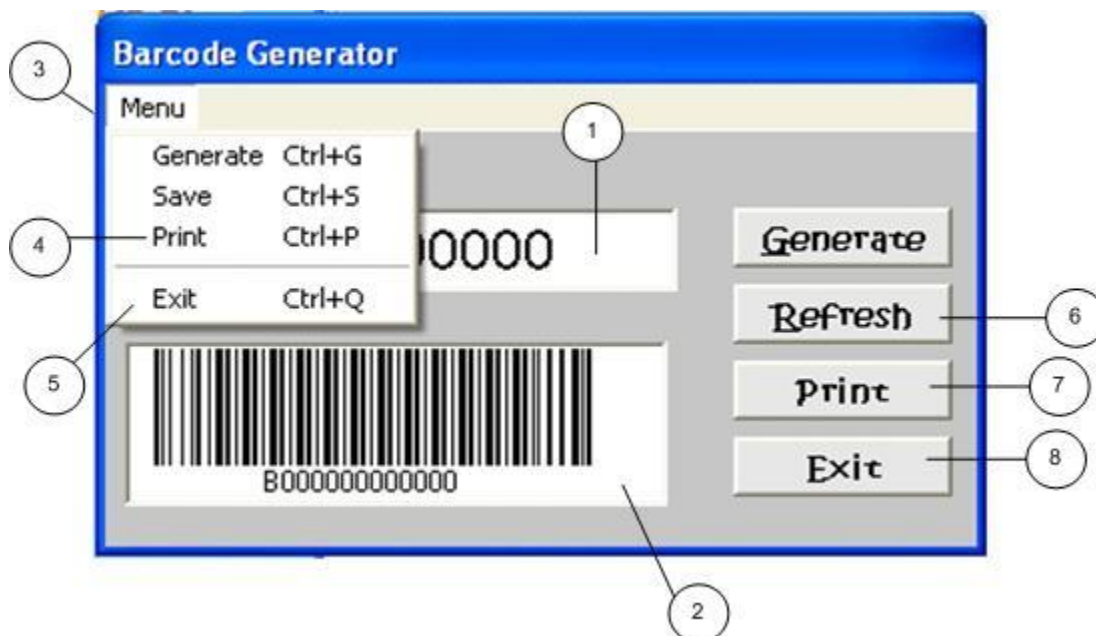 Barcode Generator
3
Menu
1
Generate Ctrl+G
Save Ctrl+S
4
Print Ctrl+P
00000
Generate
Exit Ctrl+Q
Refresh
6
5
Print
7
B000000000000
Exit
8
2